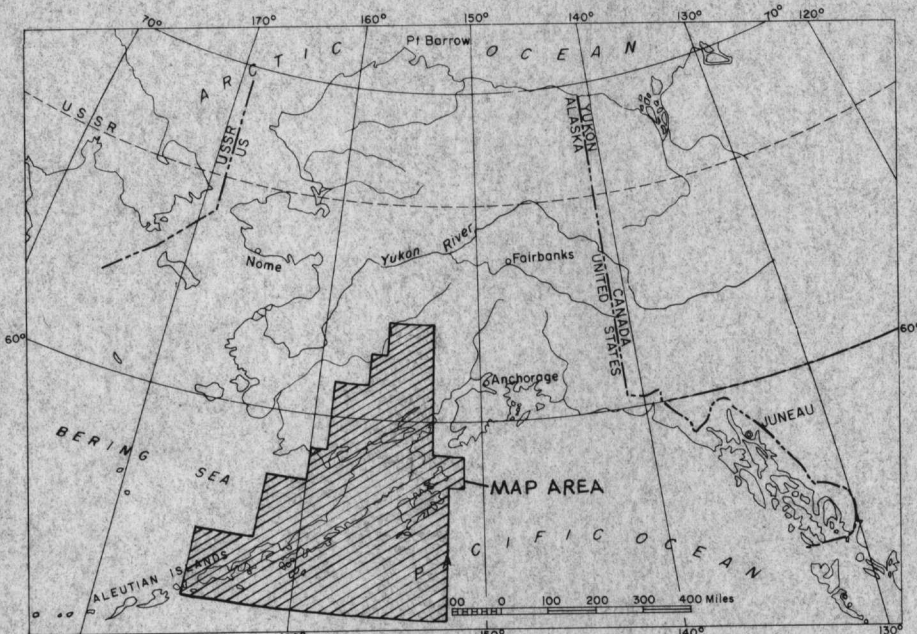 70° 170° 160° 150° 140° 130° 70° 120°
Pt Barrow
ARCTIC OCEAN
USSR
USSR
US
YUKON
ALASKA
Nome
Yukon River
Fairbanks
UNITED STATES
CANADA
60° 60°
Anchorage
BERING SEA
JUNEAU
MAP AREA
PACIFIC OCEAN
ALEUTIAN ISLANDS
00 0 100 200 300 400 Miles
150° 140° 130°